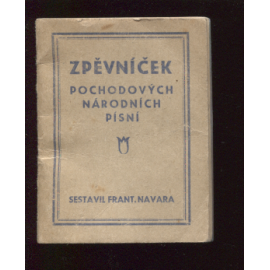 ZPĚVNÍČEK
POCHODOVÝCH
NÁRODNÍCH
PÍSNÍ
SESTAVIL FRANT. NAVARA